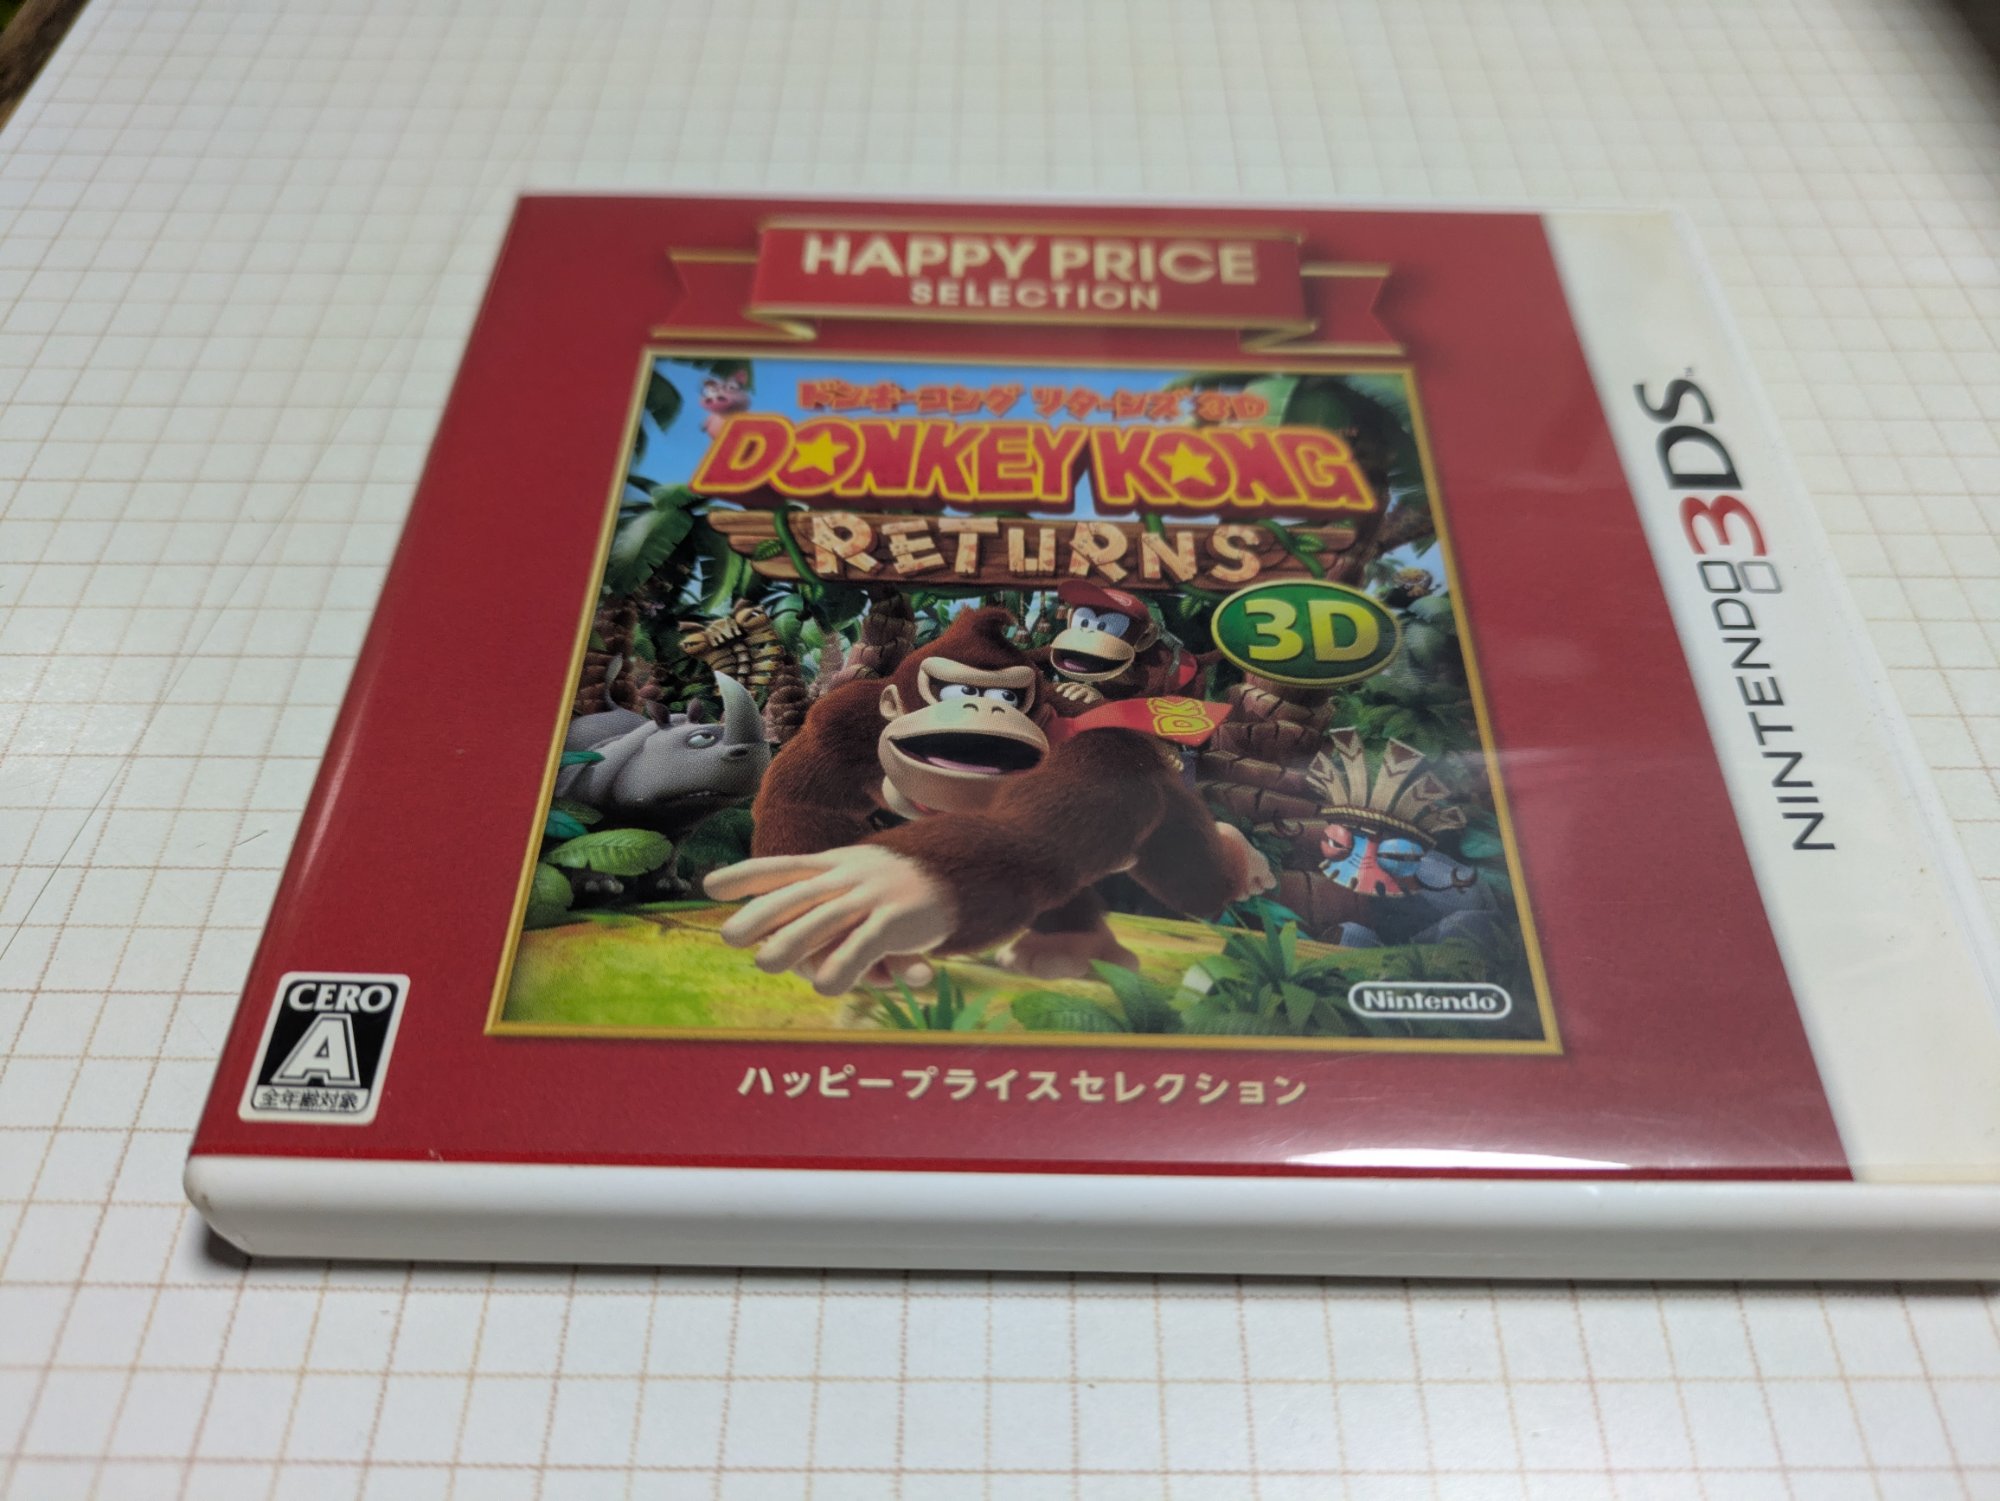 HAPPY PRICE
SELECTION
ドンキーコング リターンズ 3D
DONKEY KONG
RETURNS
3D
DK
Nintendo
ハッピープライスセレクション
CERO
A
全年齢対象
NINTENDO 3DS